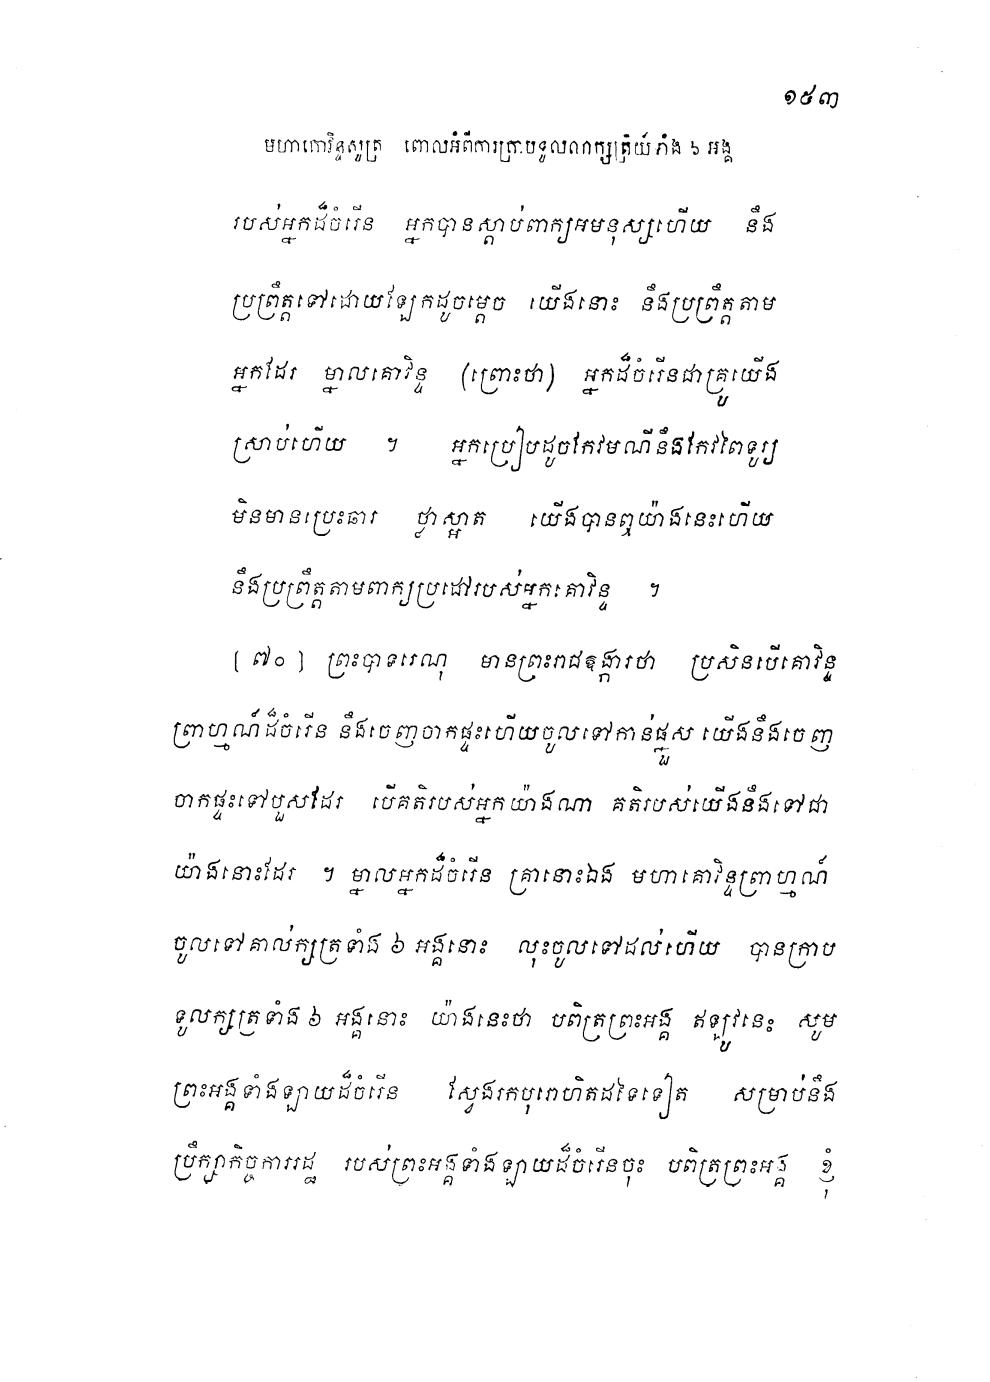 ១៥៣
មហាគោវិន្ទសូត្រ ពោលអំពីការក្រាបទូលលាក្សត្រិយ៍ទាំង ៦ អង្គ
របស់អ្នកដ៏ចំរើន អ្នកបានស្តាប់ពាក្យអមនុស្សហើយ នឹង
ប្រព្រឹត្តទៅដោយឡែកដូចម្តេច យើងនោះ នឹងប្រព្រឹត្តតាម
អ្នកដែរ ម្នាលគោវិន្ទ (ព្រោះថា) អ្នកដ៏ចំរើនជាគ្រូយើង
ស្រាប់ហើយ ។ អ្នកប្រៀបដូចកែវមណីនឹងកែវពៃទូរ្យ
មិនមានប្រេះឆារ ថ្លាស្អាត យើងបានឮយ៉ាងនេះហើយ
នឹងប្រព្រឹត្តតាមពាក្យប្រដៅរបស់អ្នកគោវិន្ទ ។
[ ៧០ ] ព្រះបាទរេណុ មានព្រះរាជឱង្ការថា ប្រសិនបើគោវិន្ទ
ព្រាហ្មណ៍ដ៏ចំរើន នឹងចេញចាកផ្ទះហើយចូលទៅកាន់ផ្នួស យើងនឹងចេញ
ចាកផ្ទះទៅបួសដែរ បើគតិរបស់អ្នកយ៉ាងណា គតិរបស់យើងនឹងទៅជា
យ៉ាងនោះដែរ ។ ម្នាលអ្នកដ៏ចំរើន គ្រានោះឯង មហាគោវិន្ទព្រាហ្មណ៍
ចូលទៅគាល់ក្សត្រទាំង ៦ អង្គនោះ លុះចូលទៅដល់ហើយ បានក្រាប
ទូលក្សត្រទាំង ៦ អង្គនោះ យ៉ាងនេះថា បពិត្រព្រះអង្គ ឥឡូវនេះ សូម
ព្រះអង្គទាំងឡាយដ៏ចំរើន ស្វែងរកបុរោហិតដទៃទៀត សម្រាប់នឹង
ប្រឹក្សាកិច្ចការរដ្ឋ របស់ព្រះអង្គទាំងឡាយដ៏ចំរើនចុះ បពិត្រព្រះអង្គ ខ្ញុំ